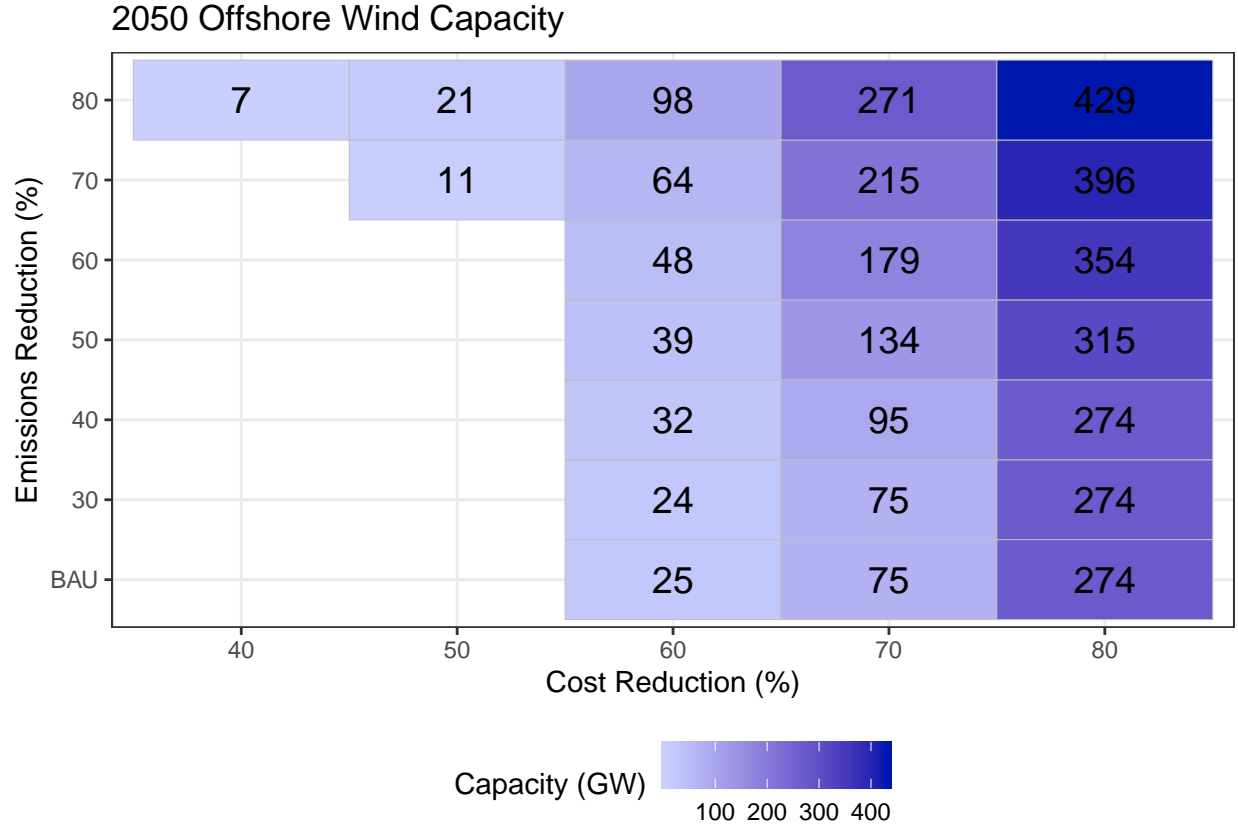 2050 Offshore Wind Capacity
Emissions Reduction (%)
80 7 21 98 271 429
70 11 64 215 396
60 48 179 354
50 39 134 315
40 32 95 274
30 24 75 274
BAU 25 75 274
40 50 60 70 80
Cost Reduction (%)
Capacity (GW)
100 200 300 400